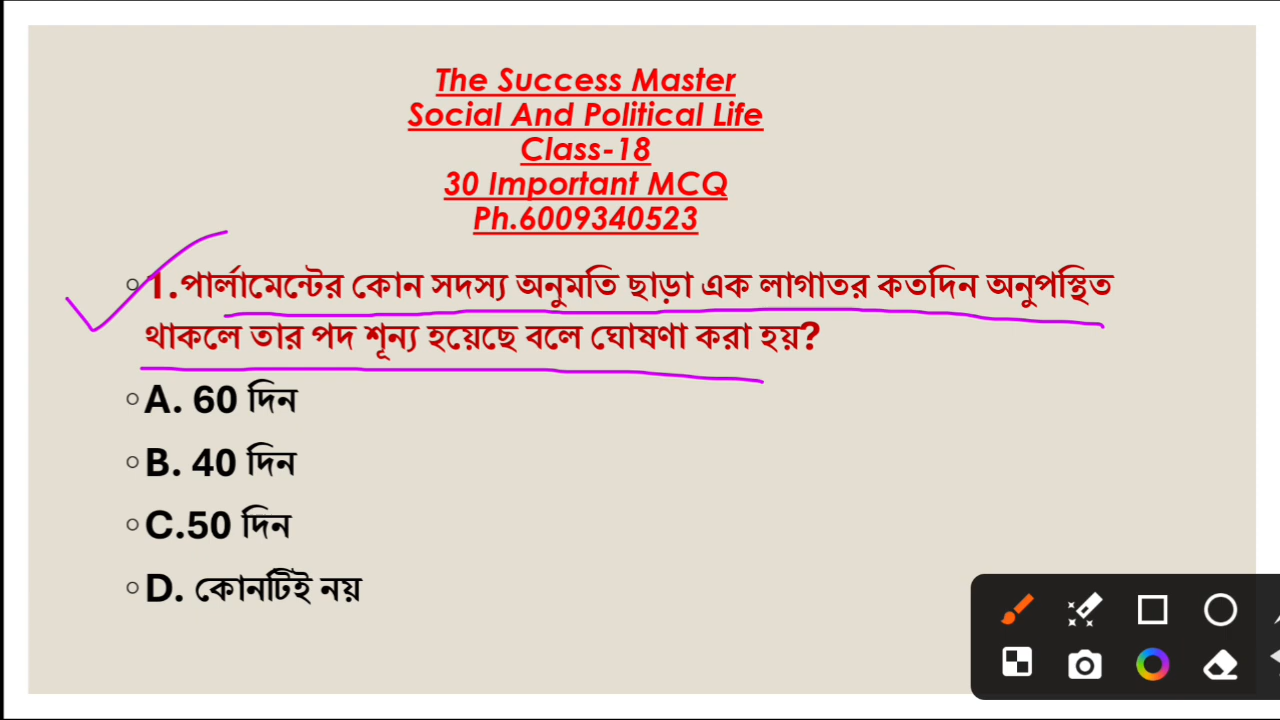 The Success Master
Social And Political Life
Class-18
30 Important MCQ
Ph.6009340523
1.পার্লামেন্টের কোন সদস্য অনুমতি ছাড়া এক লাগাতর কতদিন অনুপস্থিত
থাকলে তার পদ শূন্য হয়েছে বলে ঘোষণা করা হয়?
A. 60 দিন
B. 40 দিন
C.50 দিন
D. কোনটিই নয়